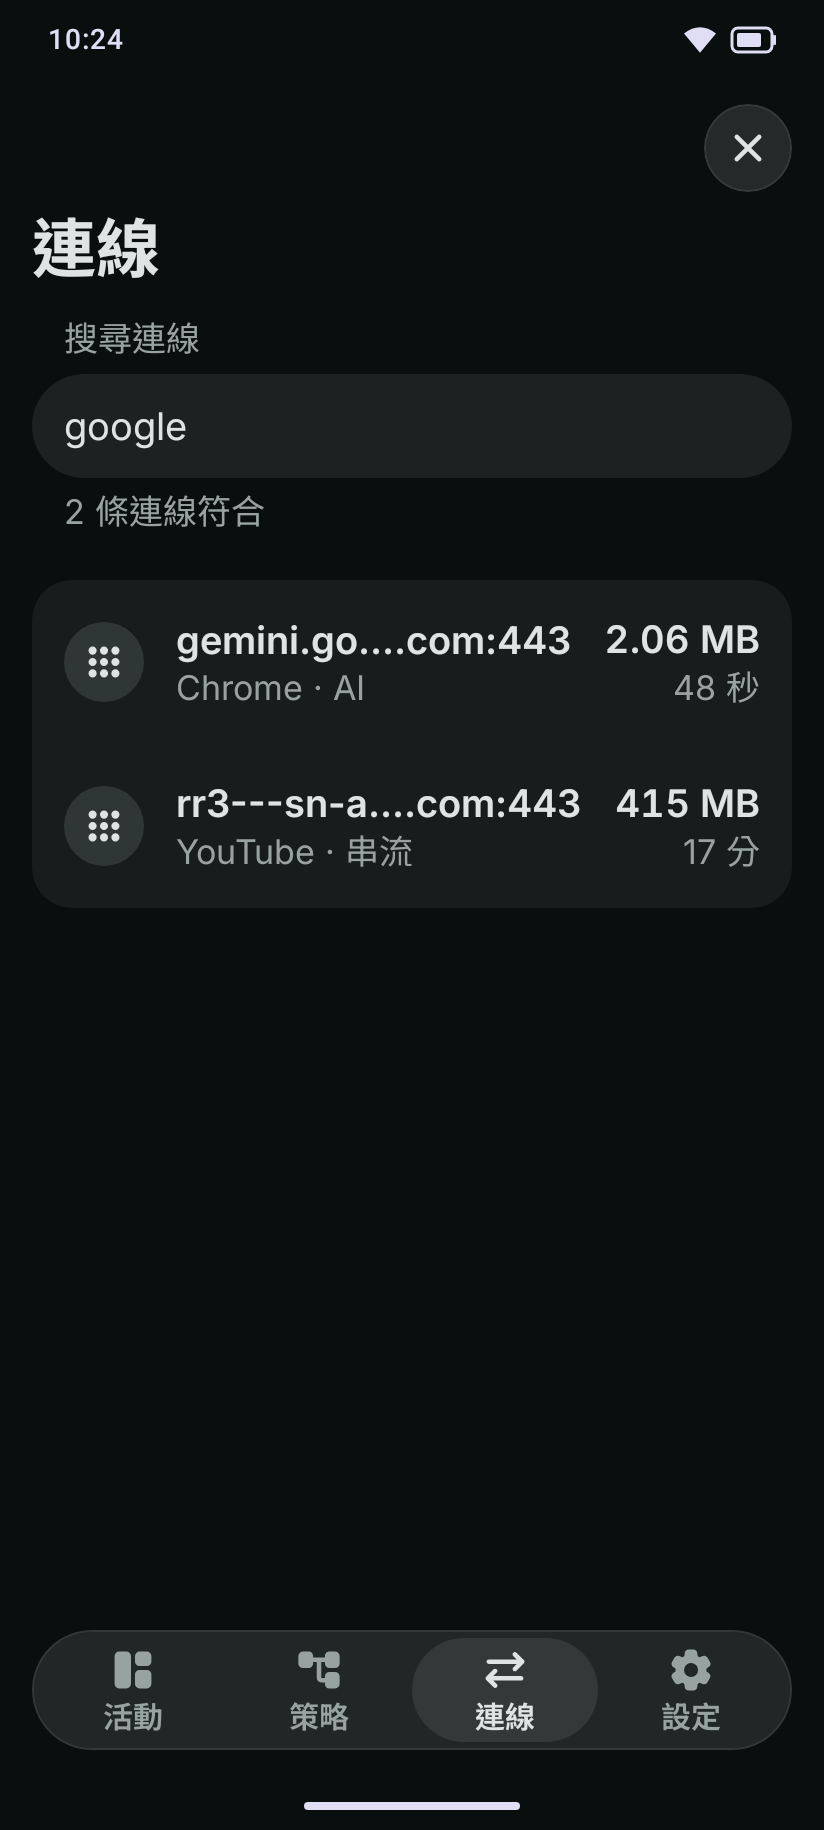 10:24
連線
搜尋連線
google
2 條連線符合
gemini.go....com:443 2.06 MB
Chrome · AI 48 秒
rr3---sn-a....com:443 415 MB
YouTube · 串流 17 分
活動 策略 連線 設定